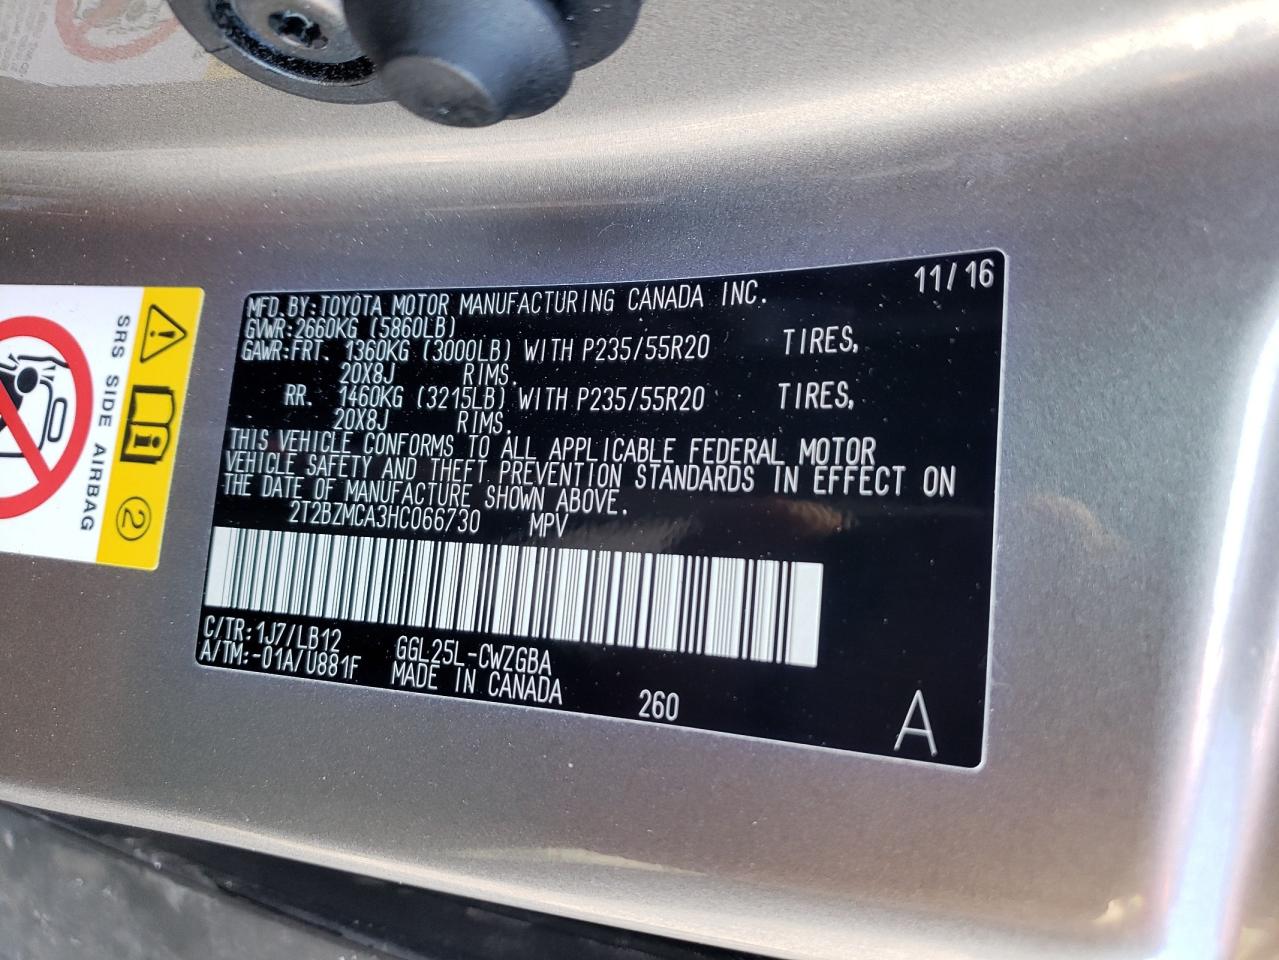 11/16
MFD. BY: TOYOTA MOTOR MANUFACTURING CANADA INC.
GVWR: 2660KG (5860LB)
GAWR: FRT. 1360KG (3000LB) WITH P235/55R20 TIRES,
20X8J RIMS.
RR. 1460KG (3215LB) WITH P235/55R20 TIRES,
20X8J RIMS.
THIS VEHICLE CONFORMS TO ALL APPLICABLE FEDERAL MOTOR
VEHICLE SAFETY AND THEFT PREVENTION STANDARDS IN EFFECT ON
THE DATE OF MANUFACTURE SHOWN ABOVE.
2T2BZMCA3HC066730 MPV
C/TR: 1J7/LB12 GGL25L-CWZGBA
A/TM: -01A/U881F MADE IN CANADA
260
A
SRS SIDE AIRBAG
2